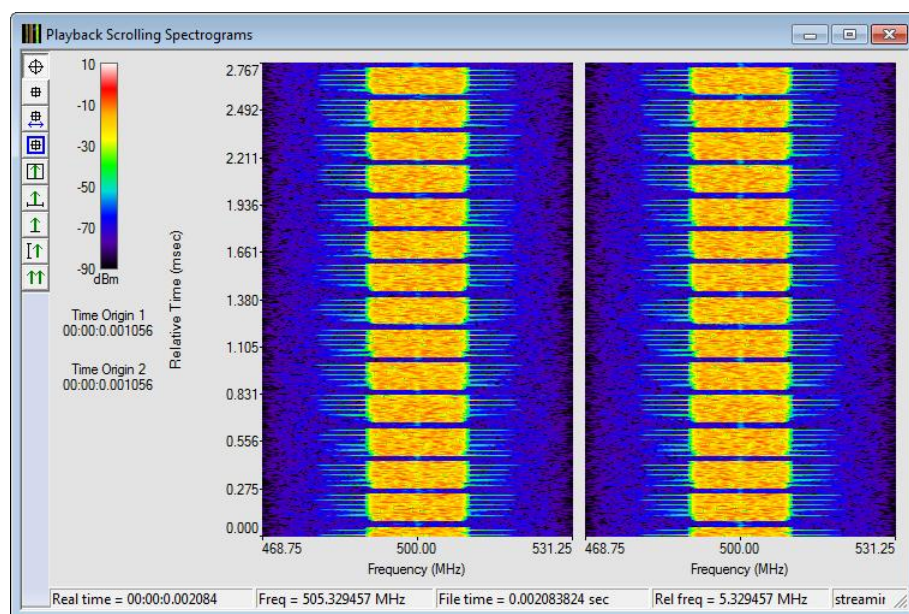 Playback Scrolling Spectrograms
10
-10
-30
-50
-70
-90
dBm
Time Origin 1
00:00:0.001056
Time Origin 2
00:00:0.001056
Relative Time (msec)
2.767
2.492
2.211
1.936
1.661
1.380
1.105
0.831
0.556
0.275
0.000
468.75 500.00 531.25
Frequency (MHz)
468.75 500.00 531.25
Frequency (MHz)
Real time = 00:00:0.002084 Freq = 505.329457 MHz File time = 0.002083824 sec Rel freq = 5.329457 MHz streamir